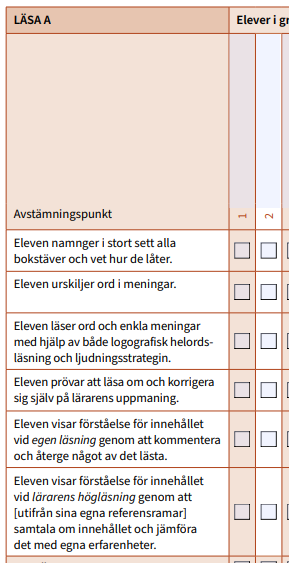 LÄSA A
Elever i gr
Avstämningspunkt
1
2
Eleven namnger i stort sett alla
bokstäver och vet hur de låter.
Eleven urskiljer ord i meningar.
Eleven läser ord och enkla meningar
med hjälp av både logografisk helords-
läsning och ljudningsstrategin.
Eleven prövar att läsa om och korrigera
sig själv på lärarens uppmaning.
Eleven visar förståelse för innehållet
vid egen läsning genom att kommentera
och återge något av det lästa.
Eleven visar förståelse för innehållet
vid lärarens högläsning genom att
[utifrån sina egna referensramar]
samtala om innehållet och jämföra
det med egna erfarenheter.